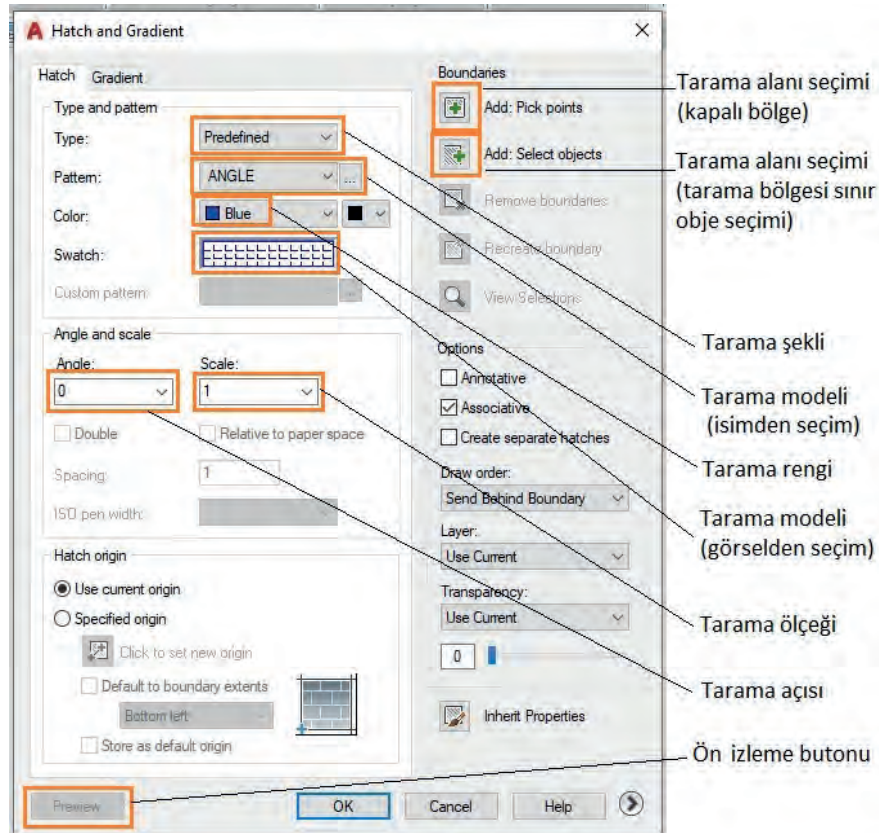 Hatch and Gradient
Hatch Gradient
Type and pattern
Type: Predefined
Pattern: ANGLE ...
Color: Blue
Swatch:
Custom pattern:
Angle and scale
Angle: Scale:
0 1
Double Relative to paper space
Spacing: 1
ISO pen width:
Hatch origin
Use current origin
Specified origin
Click to set new origin
Default to boundary extents
Bottom left
Store as default origin
Preview
Boundaries
Add: Pick points
Add: Select objects
Remove boundaries
Recreate boundary
View Selections
Options
Annotative
Associative
Create separate hatches
Draw order:
Send Behind Boundary
Layer:
Use Current
Transparency:
Use Current
0
Inherit Properties
OK Cancel Help
Tarama alanı seçimi
(kapalı bölge)
Tarama alanı seçimi
(tarama bölgesi sınır
obje seçimi)
Tarama şekli
Tarama modeli
(isimden seçim)
Tarama rengi
Tarama modeli
(görselden seçim)
Tarama ölçeği
Tarama açısı
Ön izleme butonu